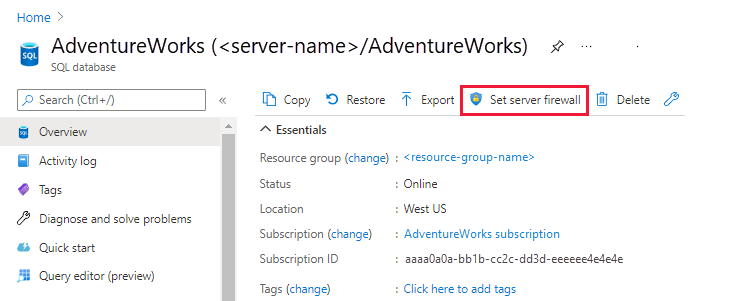 Home >
AdventureWorks (<server-name>/AdventureWorks)
SQL
SQL database
Search (Ctrl+/)
«
Copy
Restore
Export
Set server firewall
Delete
Overview
Activity log
Tags
Diagnose and solve problems
Quick start
Query editor (preview)
Essentials
Resource group (change) : <resource-group-name>
Status : Online
Location : West US
Subscription (change) : AdventureWorks subscription
Subscription ID : aaaa0a0a-bb1b-cc2c-dd3d-eeeeee4e4e4e
Tags (change) : Click here to add tags